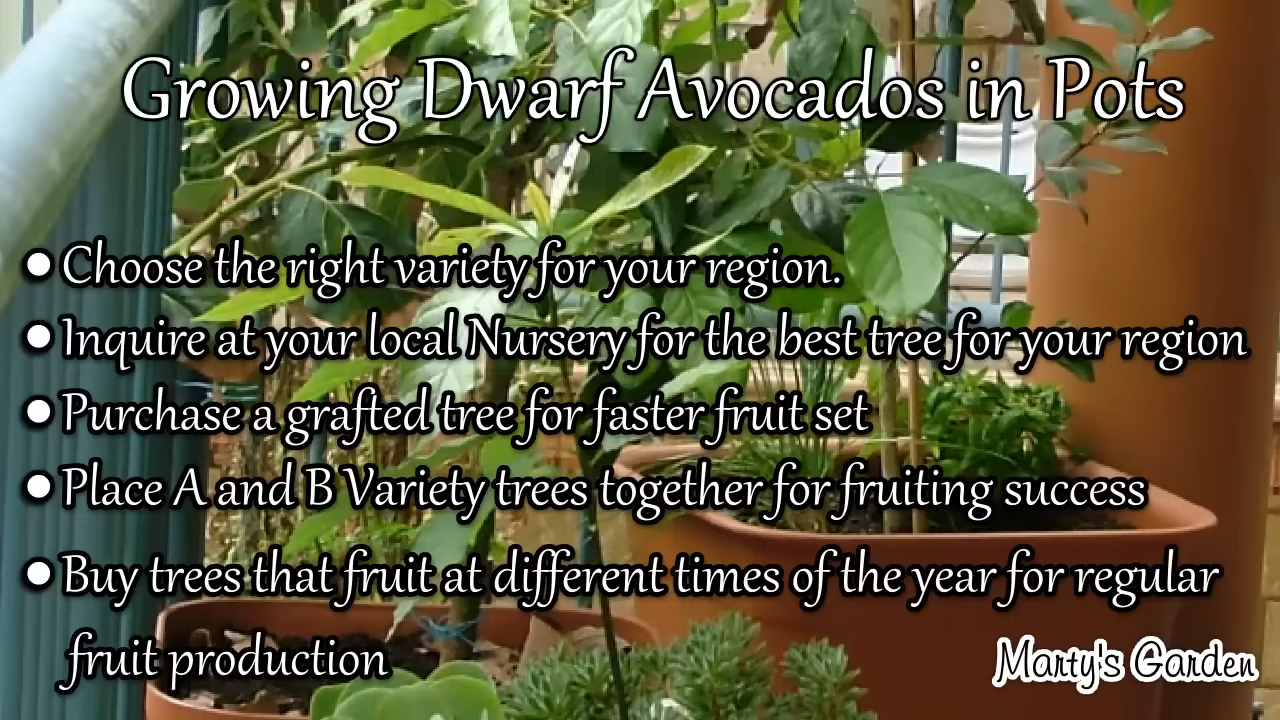 Growing Dwarf Avocados in Pots
• Choose the right variety for your region.
• Inquire at your local Nursery for the best tree for your region
• Purchase a grafted tree for faster fruit set
• Place A and B Variety trees together for fruiting success
• Buy trees that fruit at different times of the year for regular
fruit production
Marty's Garden